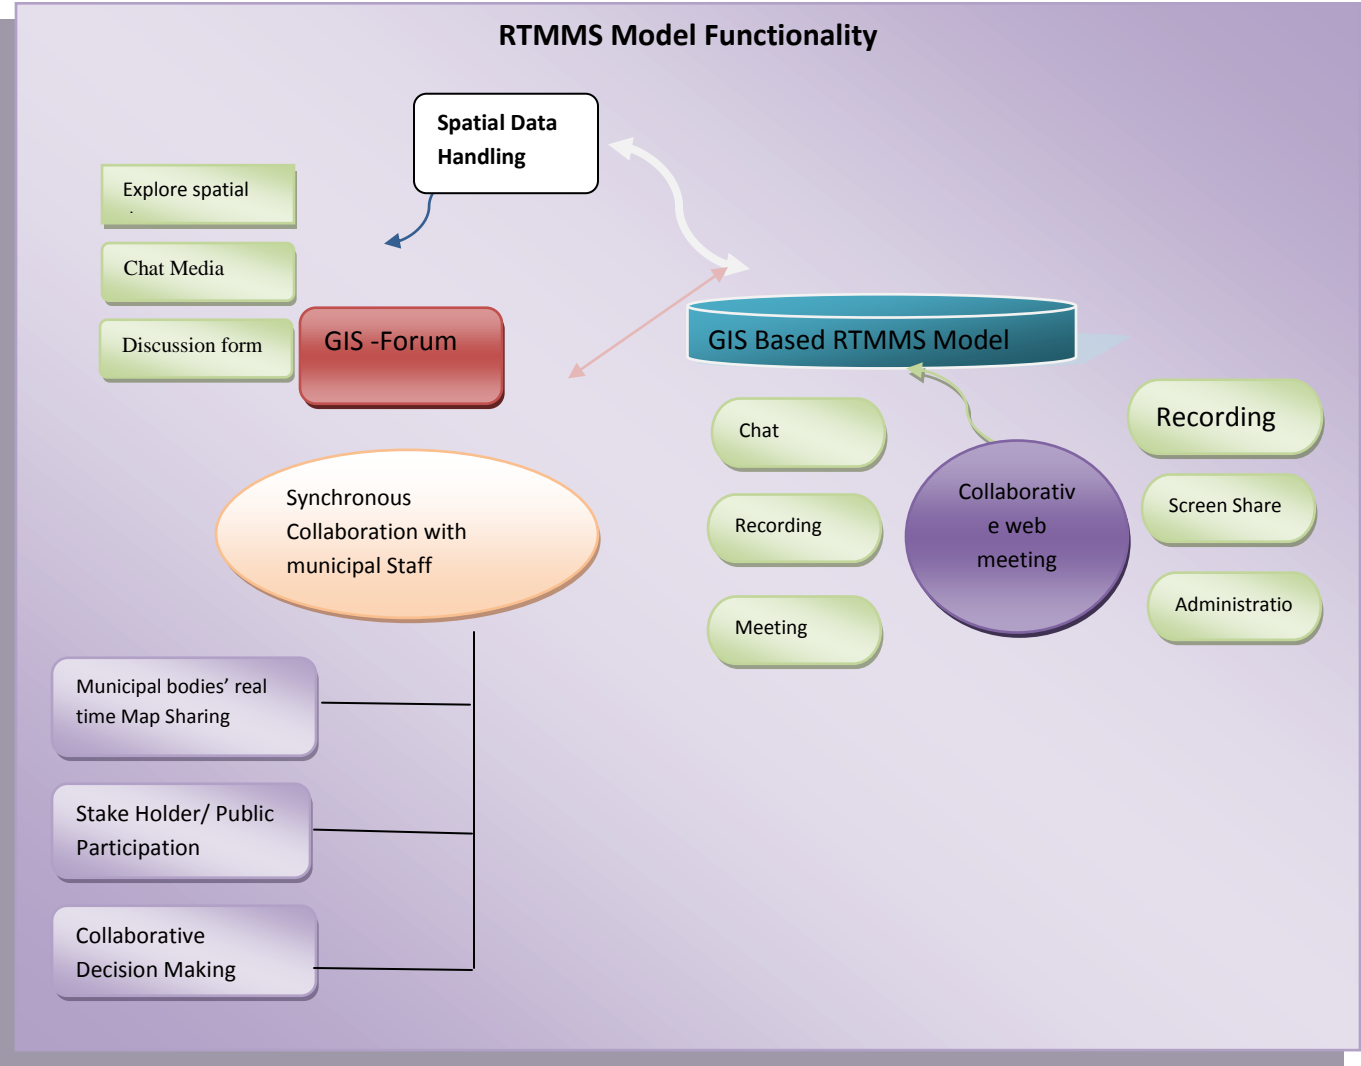 RTMMS Model Functionality
Spatial Data
Handling
Explore spatial
Chat Media
Discussion form
GIS -Forum
GIS Based RTMMS Model
Synchronous
Collaboration with
municipal Staff
Chat
Recording
Meeting
Collaborativ
e web
meeting
Recording
Screen Share
Administratio
Municipal bodies’ real
time Map Sharing
Stake Holder/ Public
Participation
Collaborative
Decision Making